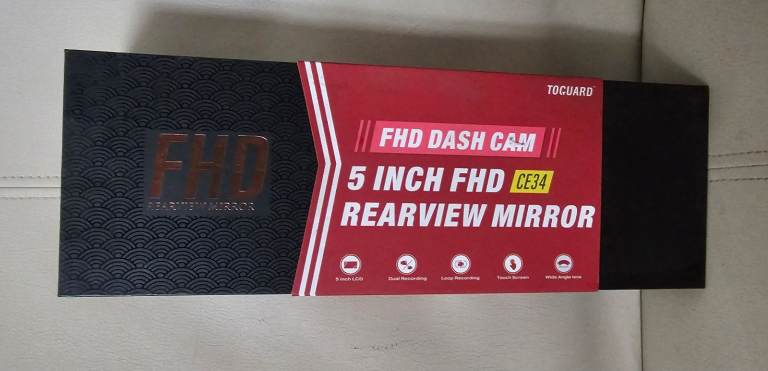 FHD
REARVIEW MIRROR
TOGUARD
FHD DASH CAM
5 INCH FHD CE34
REARVIEW MIRROR
5 inch LCD
Dual Recording
Loop Recording
Touch Screen
Wide Angle lens